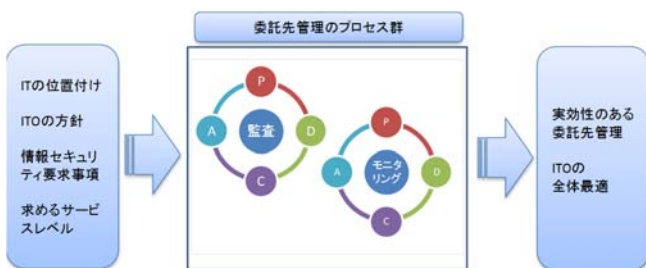 委託先管理のプロセス群
ITの位置付け
ITOの方針
情報セキュリ
ティ要求事項
求めるサービ
スレベル
P
A
監査
D
C
P
A
モニタ
リング
D
C
実効性のある
委託先管理
ITOの
全体最適